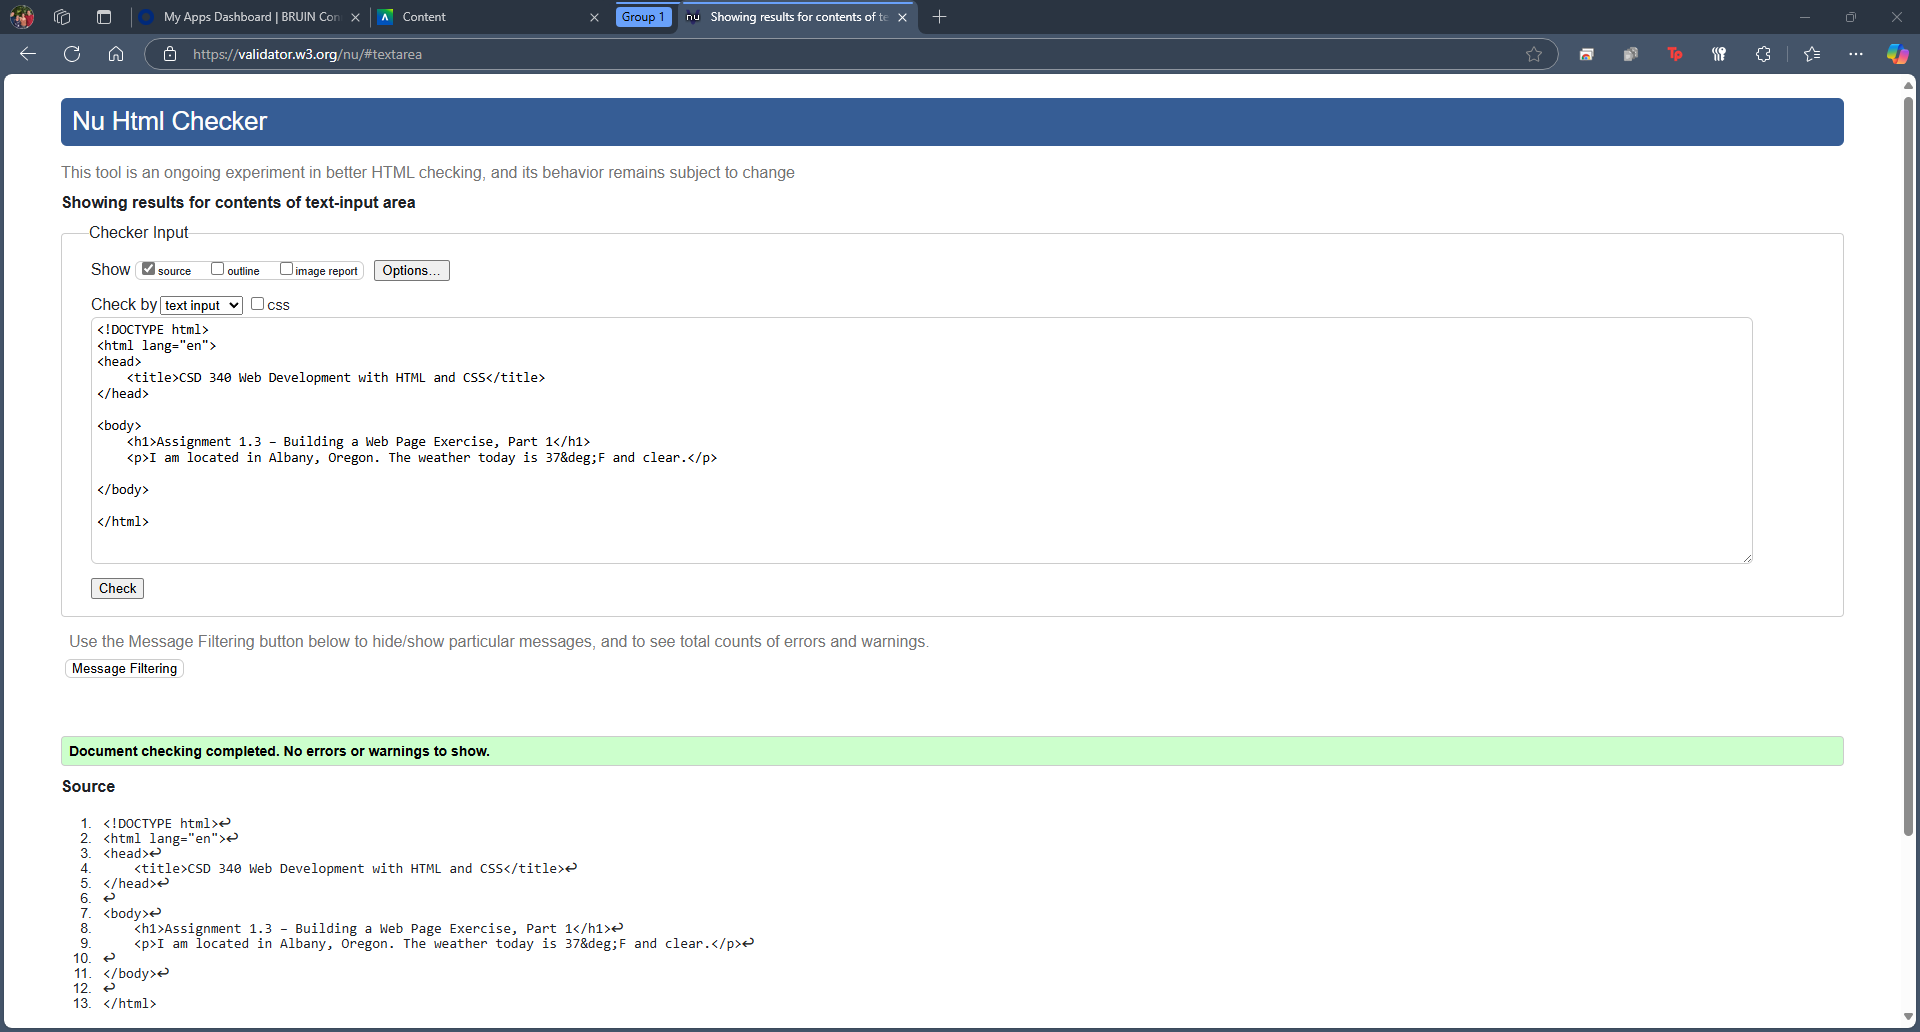 My Apps Dashboard | BRUIN Con
Content
Group 1
Showing results for contents of te
https://validator.w3.org/nu/#textarea
Nu Html Checker
This tool is an ongoing experiment in better HTML checking, and its behavior remains subject to change
Showing results for contents of text-input area
Checker Input
Show source outline image report Options...
Check by text input css
<!DOCTYPE html>
<html lang="en">
<head>
    <title>CSD 340 Web Development with HTML and CSS</title>
</head>
<body>
    <h1>Assignment 1.3 – Building a Web Page Exercise, Part 1</h1>
    <p>I am located in Albany, Oregon. The weather today is 37&deg;F and clear.</p>
</body>
</html>
Check
Use the Message Filtering button below to hide/show particular messages, and to see total counts of errors and warnings.
Message Filtering
Document checking completed. No errors or warnings to show.
Source
1. <!DOCTYPE html>↩
2. <html lang="en">↩
3. <head>↩
4.     <title>CSD 340 Web Development with HTML and CSS</title>↩
5. </head>↩
6. ↩
7. <body>↩
8.     <h1>Assignment 1.3 – Building a Web Page Exercise, Part 1</h1>↩
9.     <p>I am located in Albany, Oregon. The weather today is 37&deg;F and clear.</p>↩
10. ↩
11. </body>↩
12. ↩
13. </html>